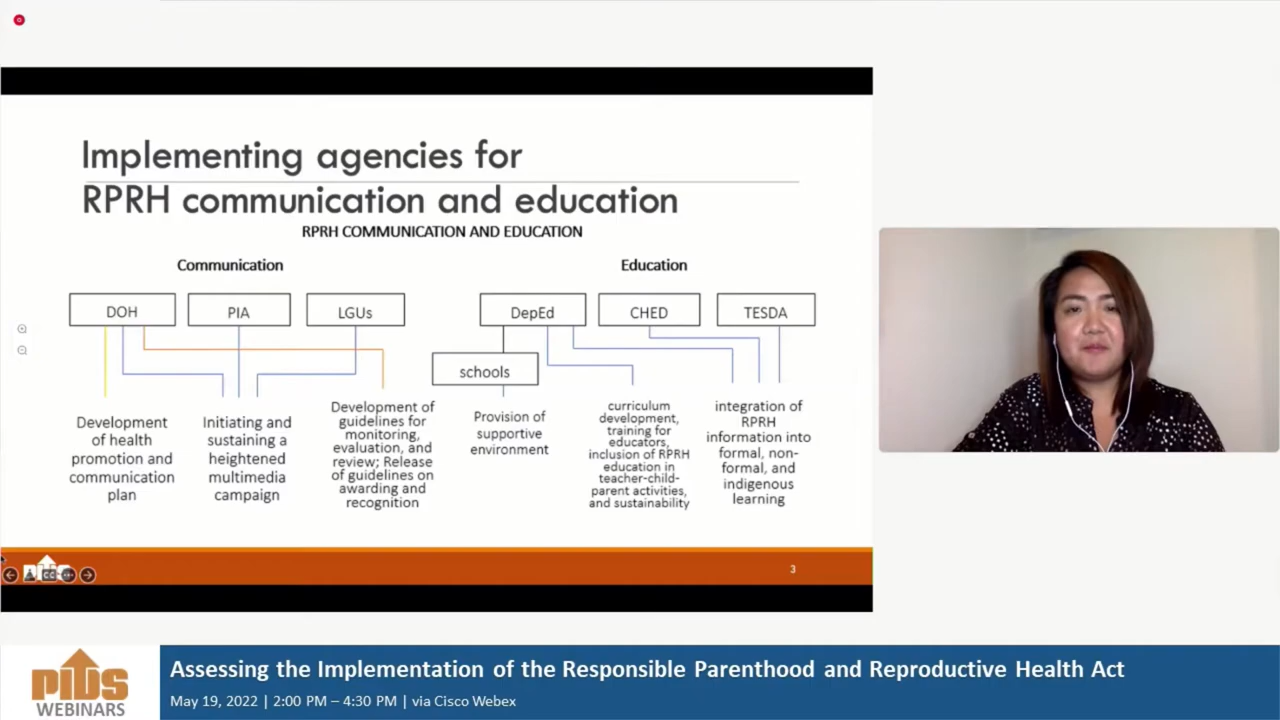 Implementing agencies for
RPRH communication and education
RPRH COMMUNICATION AND EDUCATION
Communication
Education
DOH
PIA
LGUs
DepEd
CHED
TESDA
schools
Development
of health
promotion and
communication
plan
Initiating and
sustaining a
heightened
multimedia
campaign
Development of
guidelines for
monitoring,
evaluation, and
review; Release
of guidelines on
awarding and
recognition
Provision of
supportive
environment
curriculum
development,
training for
educators,
inclusion of RPRH
education in
teacher-child-
parent activities,
and sustainability
integration of
RPRH
information into
formal, non-
formal, and
indigenous
learning
3
CC
PIDS
WEBINARS
Assessing the Implementation of the Responsible Parenthood and Reproductive Health Act
May 19, 2022 | 2:00 PM – 4:30 PM | via Cisco Webex